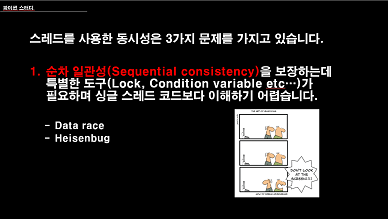 파이썬 스터디.
스레드를 사용한 동시성은 3가지 문제를 가지고 있습니다.
1. 순차 일관성(Sequential consistency)을 보장하는데
특별한 도구(Lock, Condition variable etc…)가
필요하며 싱글 스레드 코드보다 이해하기 어렵습니다.
- Data race
- Heisenbug
DON'T LOOK
AT THE